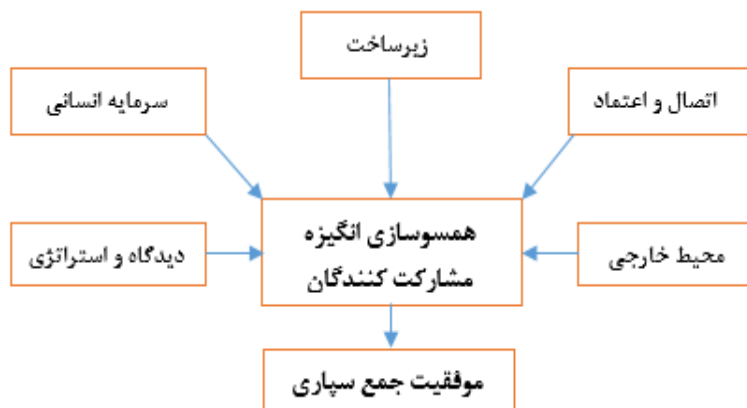 زیرساخت
اتصال و اعتماد
سرمایه انسانی
همسوسازی انگیزه
مشارکت کنندگان
محیط خارجی
دیدگاه و استراتژی
موفقیت جمع سپاری